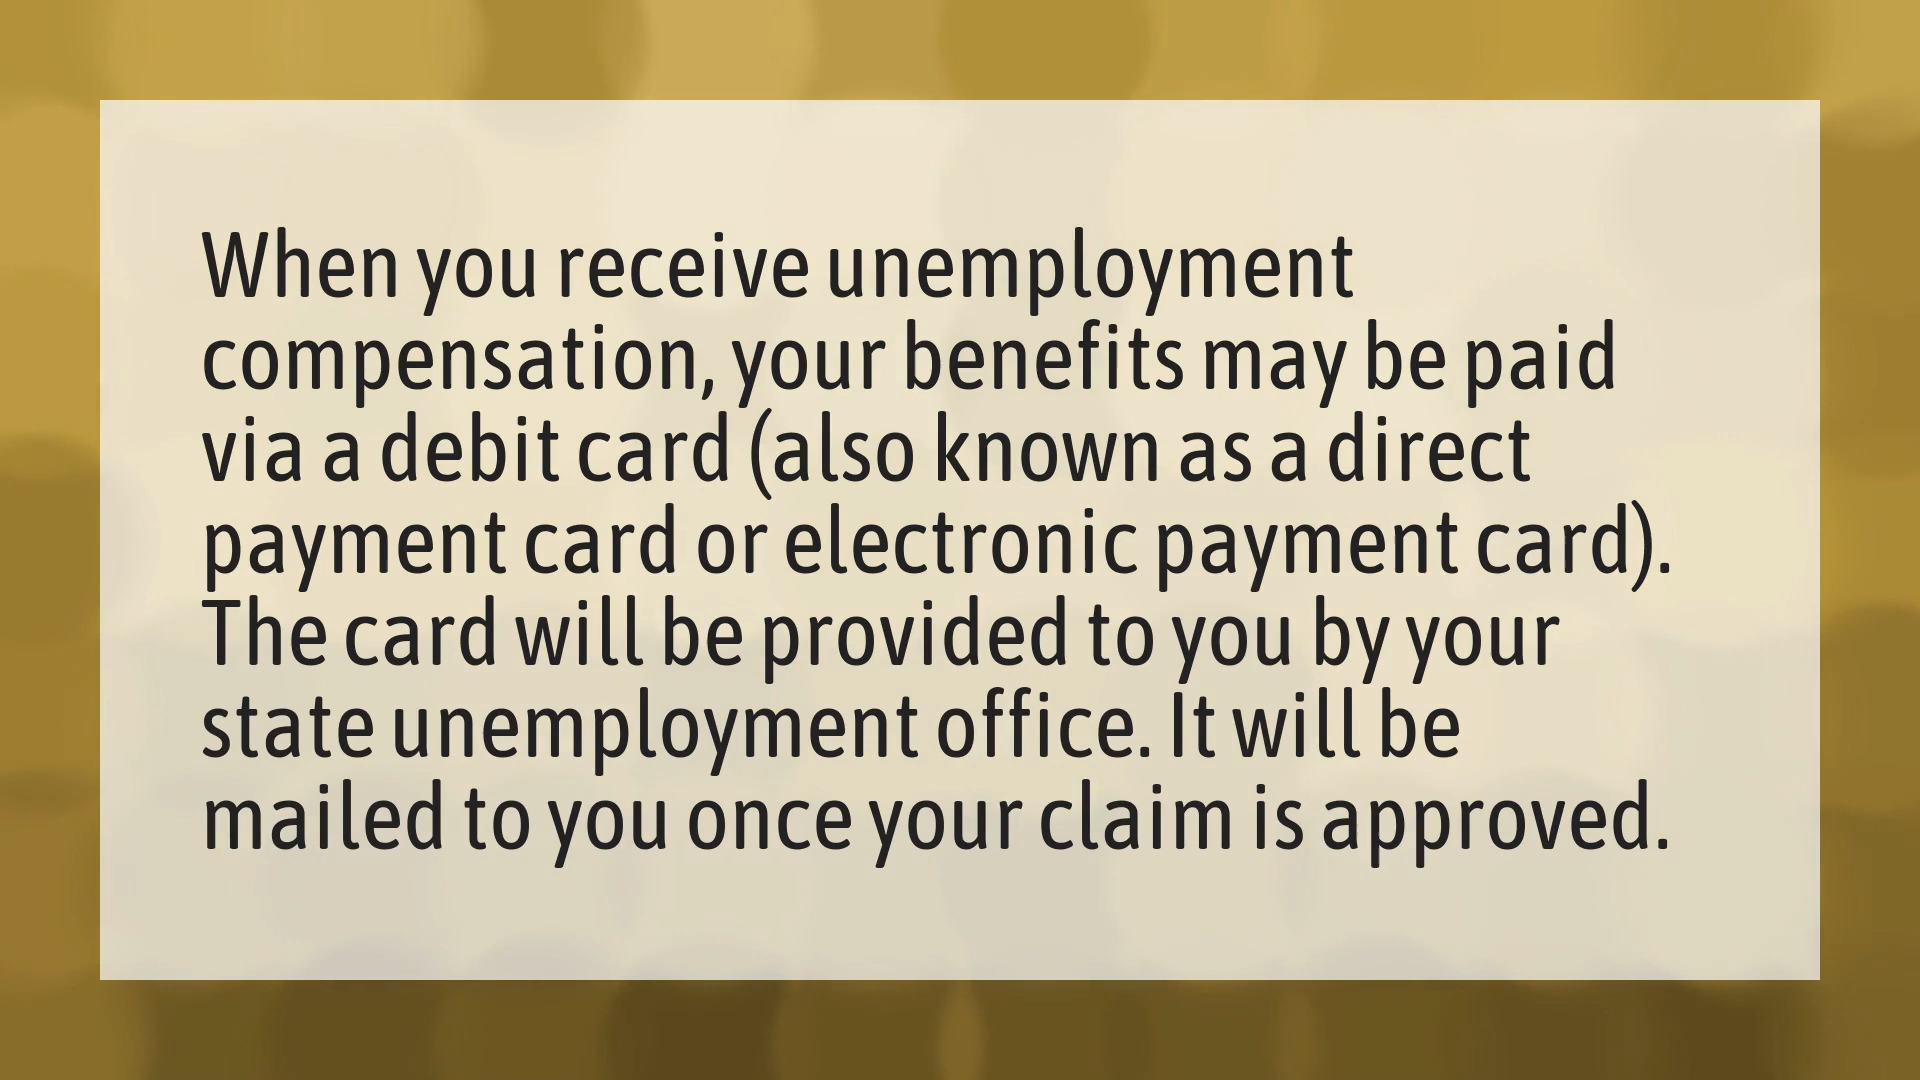 When you receive unemployment
compensation, your benefits may be paid
via a debit card (also known as a direct
payment card or electronic payment card).
The card will be provided to you by your
state unemployment office. It will be
mailed to you once your claim is approved.